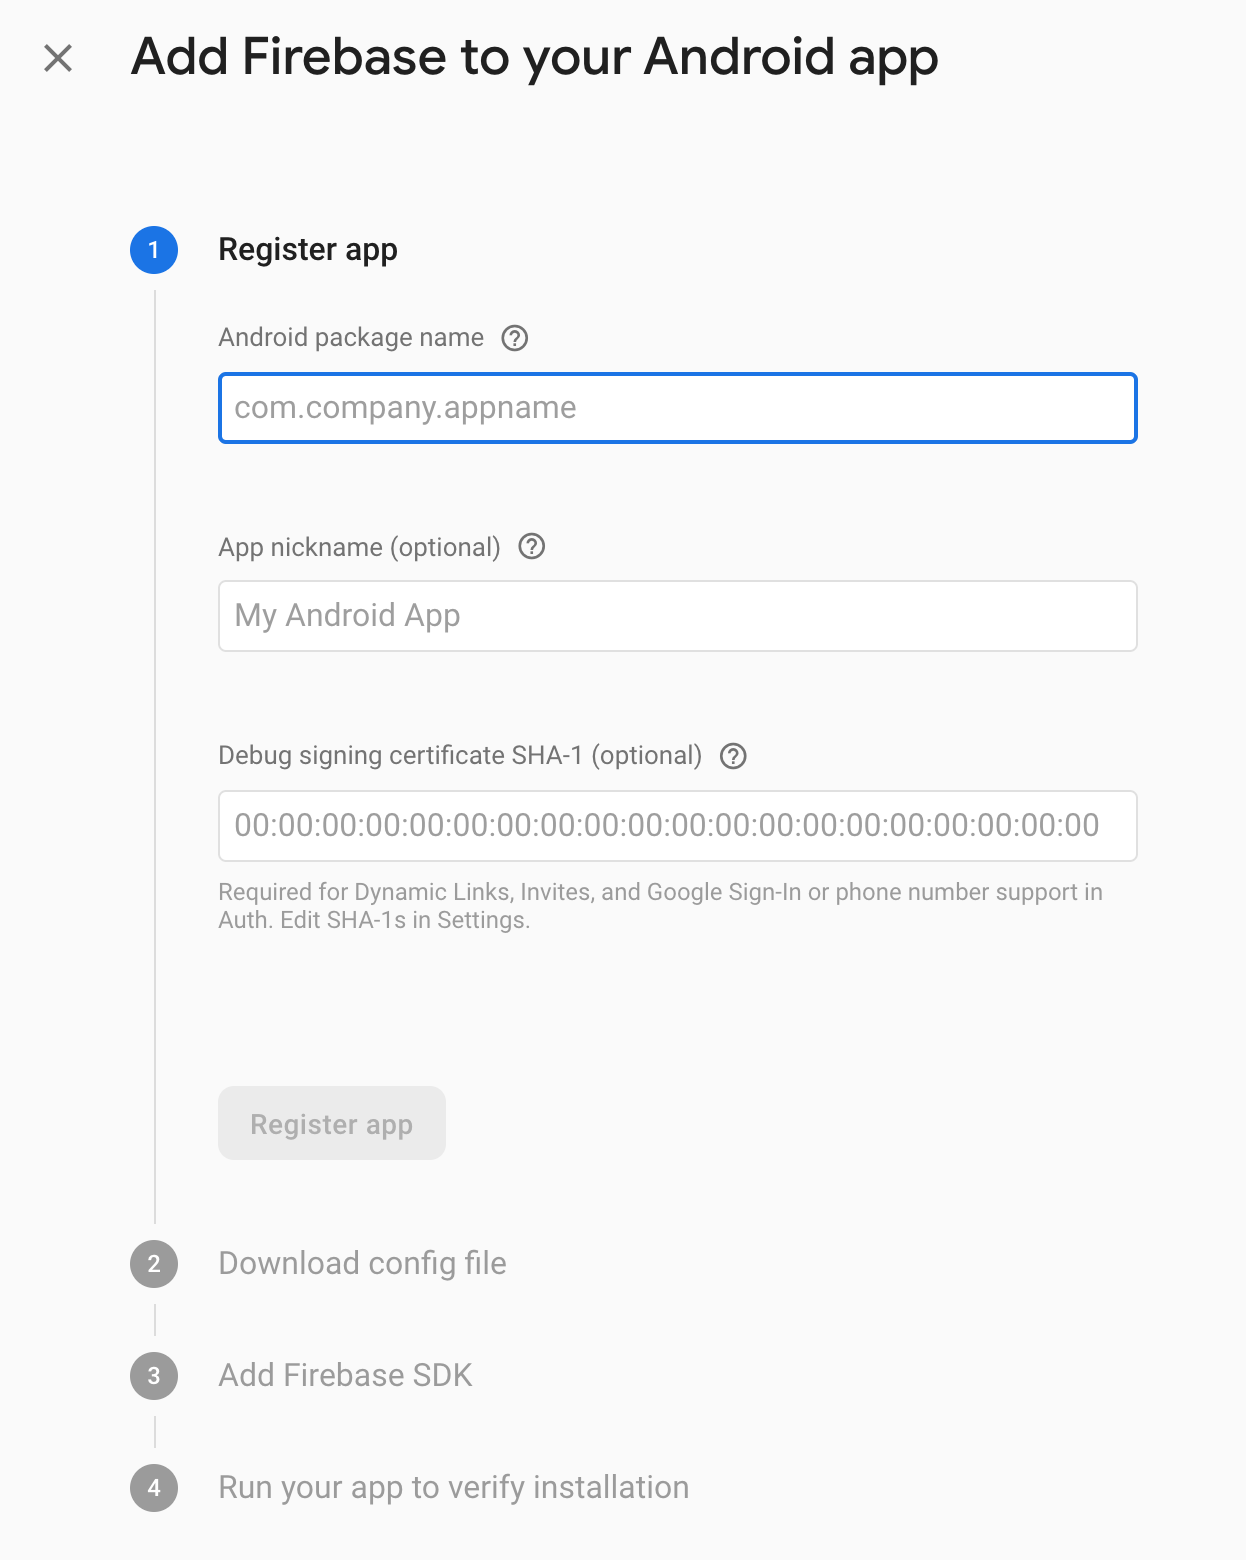 Add Firebase to your Android app
1 Register app
Android package name
com.company.appname
App nickname (optional)
My Android App
Debug signing certificate SHA-1 (optional)
00:00:00:00:00:00:00:00:00:00:00:00:00:00:00:00:00:00:00:00
Required for Dynamic Links, Invites, and Google Sign-In or phone number support in
Auth. Edit SHA-1s in Settings.
Register app
2 Download config file
3 Add Firebase SDK
4 Run your app to verify installation